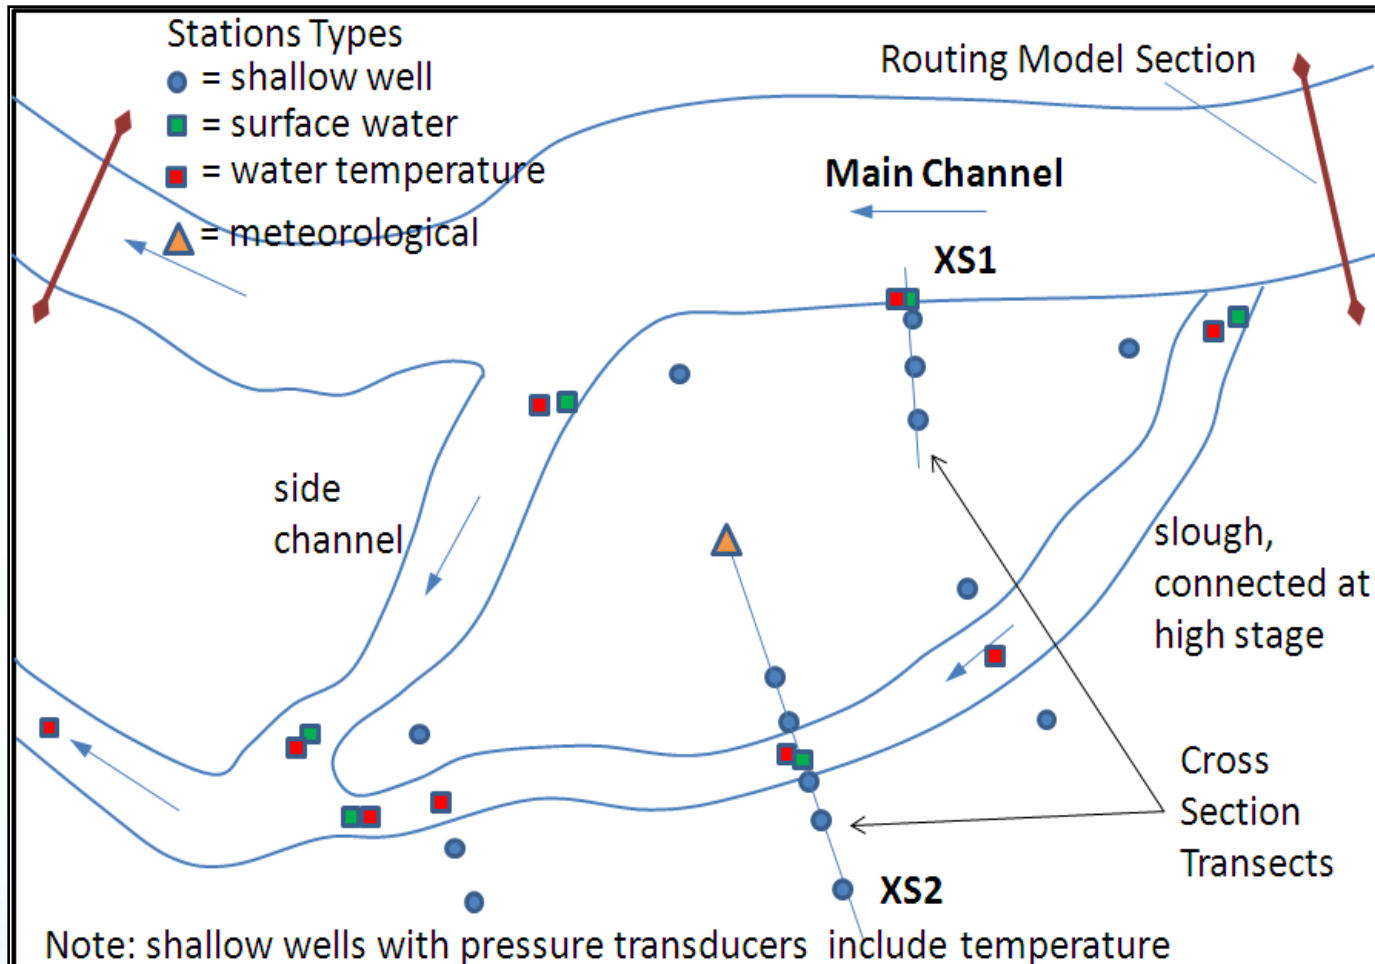 Stations Types
= shallow well
= surface water
= water temperature
= meteorological
Routing Model Section
Main Channel
XS1
side
channel
slough,
connected at
high stage
Cross
Section
Transects
XS2
Note: shallow wells with pressure transducers include temperature